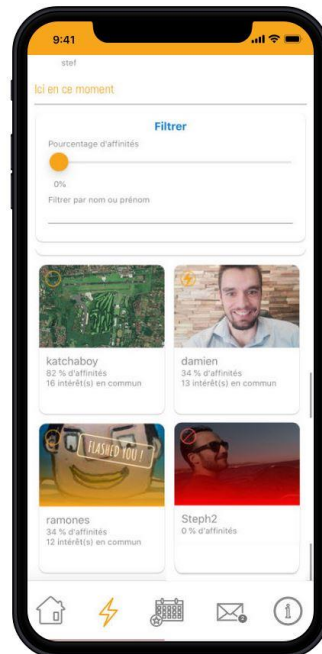 9:41
stef
Ici en ce moment
Filtrer
Pourcentage d'affinités
0%
Filtrer par nom ou prénom
katchaboy
82 % d'affinités
16 intérêt(s) en commun
damien
34 % d'affinités
13 intérêt(s) en commun
FLASHED YOU !
ramones
34 % d'affinités
12 intérêt(s) en commun
Steph2
0 % d'affinités